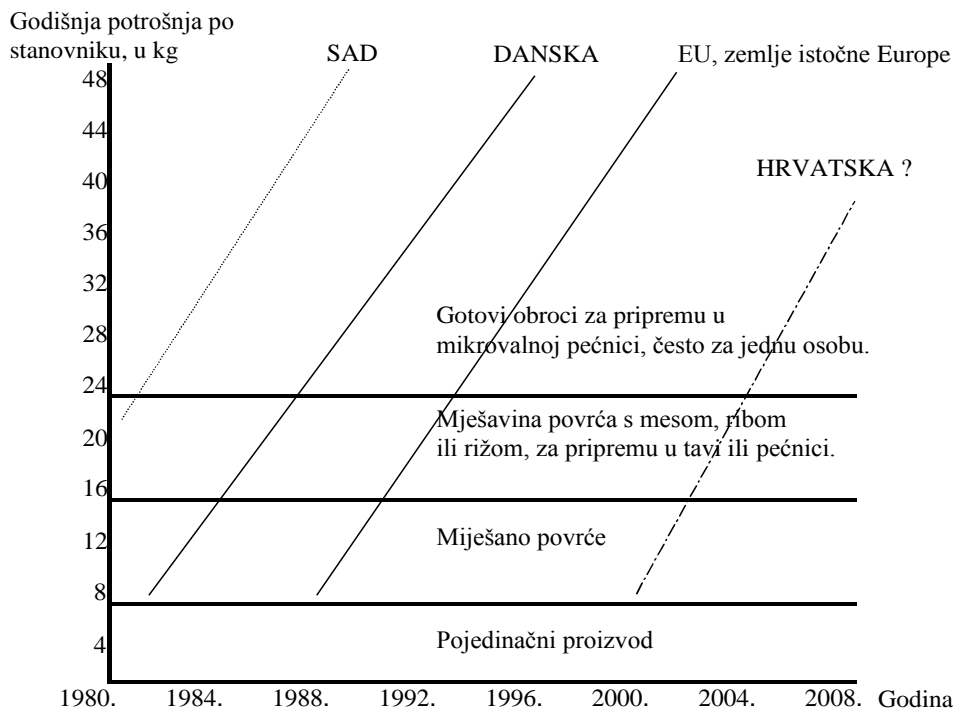 Godišnja potrošnja po
stanovniku, u kg
SAD
DANSKA
EU, zemlje istočne Europe
48
44
HRVATSKA ?
40
36
32
Gotovi obroci za pripremu u
28
mikrovalnoj pećnici, često za jednu osobu.
24
Mješavina povrća s mesom, ribom
20
ili rižom, za pripremu u tavi ili pećnici.
16
12
Miješano povrće
8
4
Pojedinačni proizvod
1980. 1984. 1988. 1992. 1996. 2000. 2004. 2008. Godina